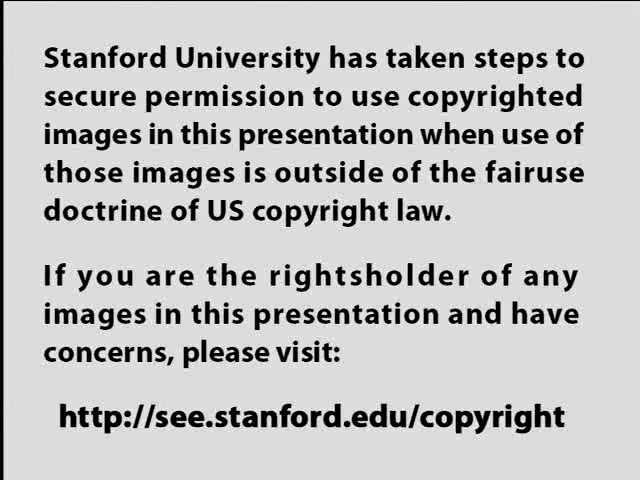 Stanford University has taken steps to
secure permission to use copyrighted
images in this presentation when use of
those images is outside of the fairuse
doctrine of US copyright law.
If you are the rightsholder of any
images in this presentation and have
concerns, please visit:
http://see.stanford.edu/copyright